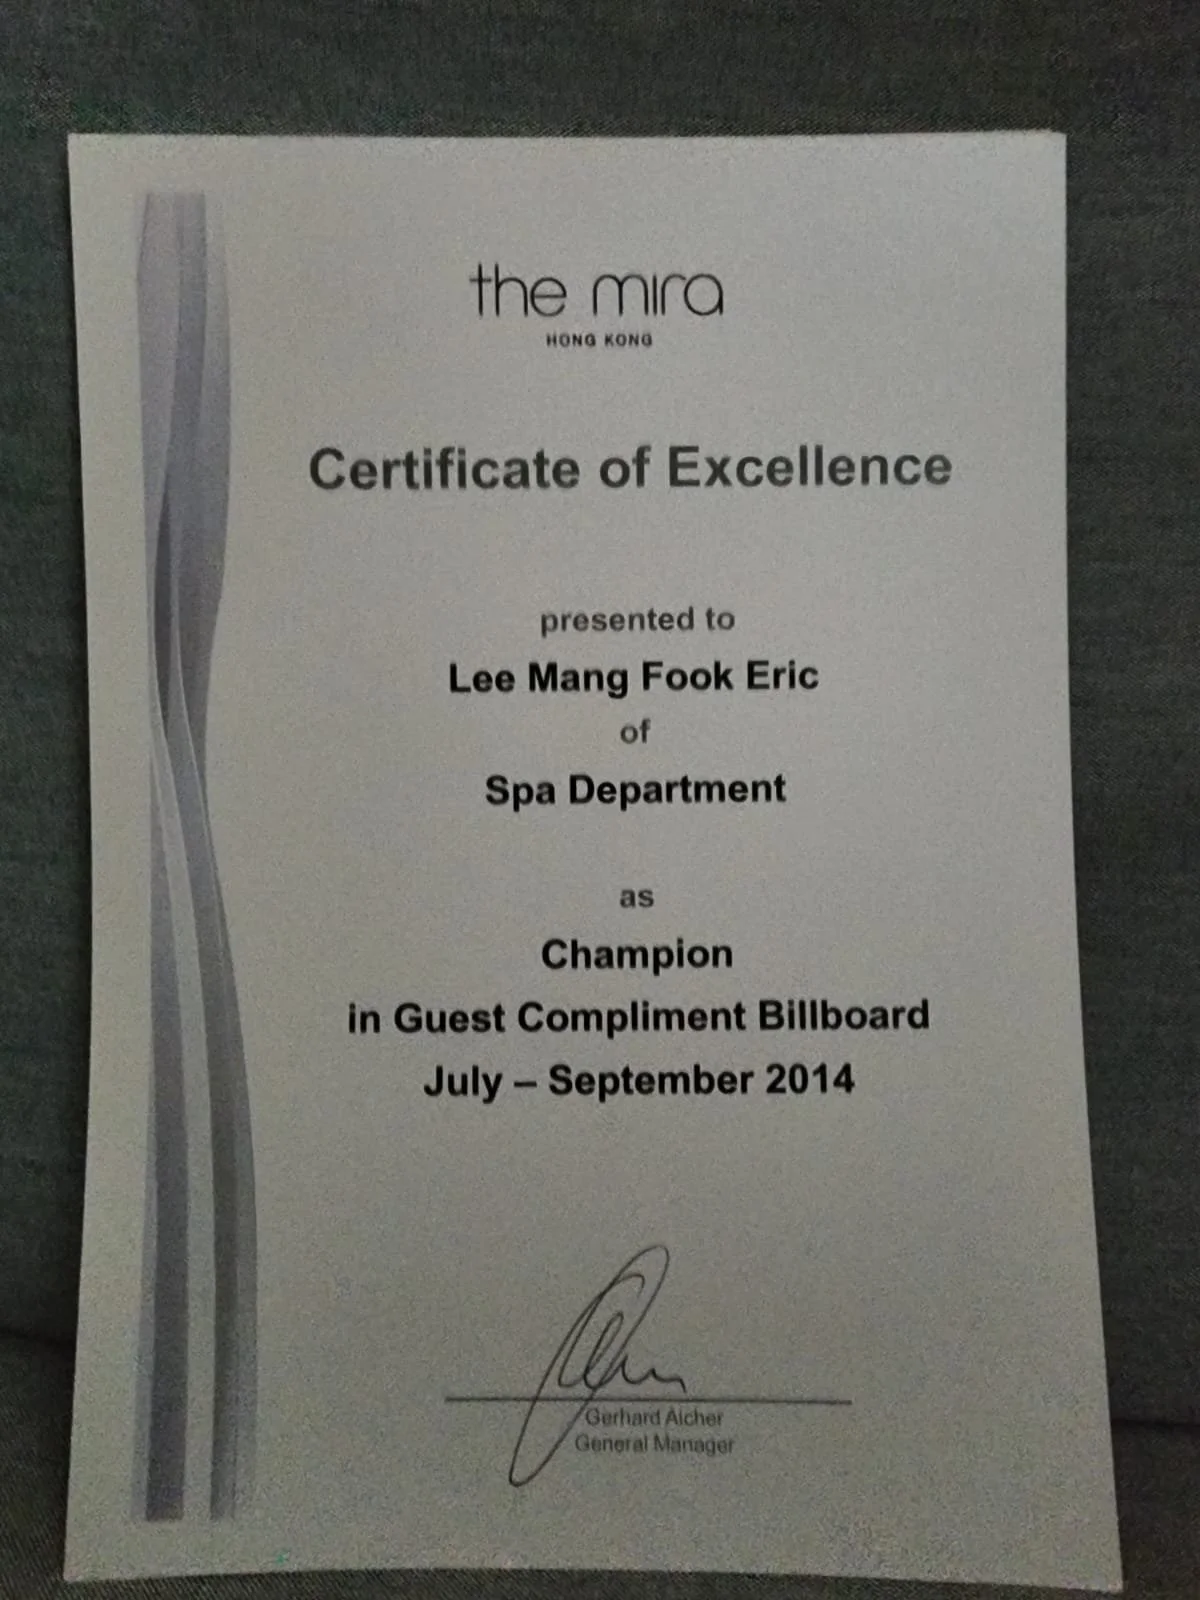 the mira
HONG KONG
Certificate of Excellence
presented to
Lee Mang Fook Eric
of
Spa Department
as
Champion
in Guest Compliment Billboard
July – September 2014
Gerhard Aicher
General Manager